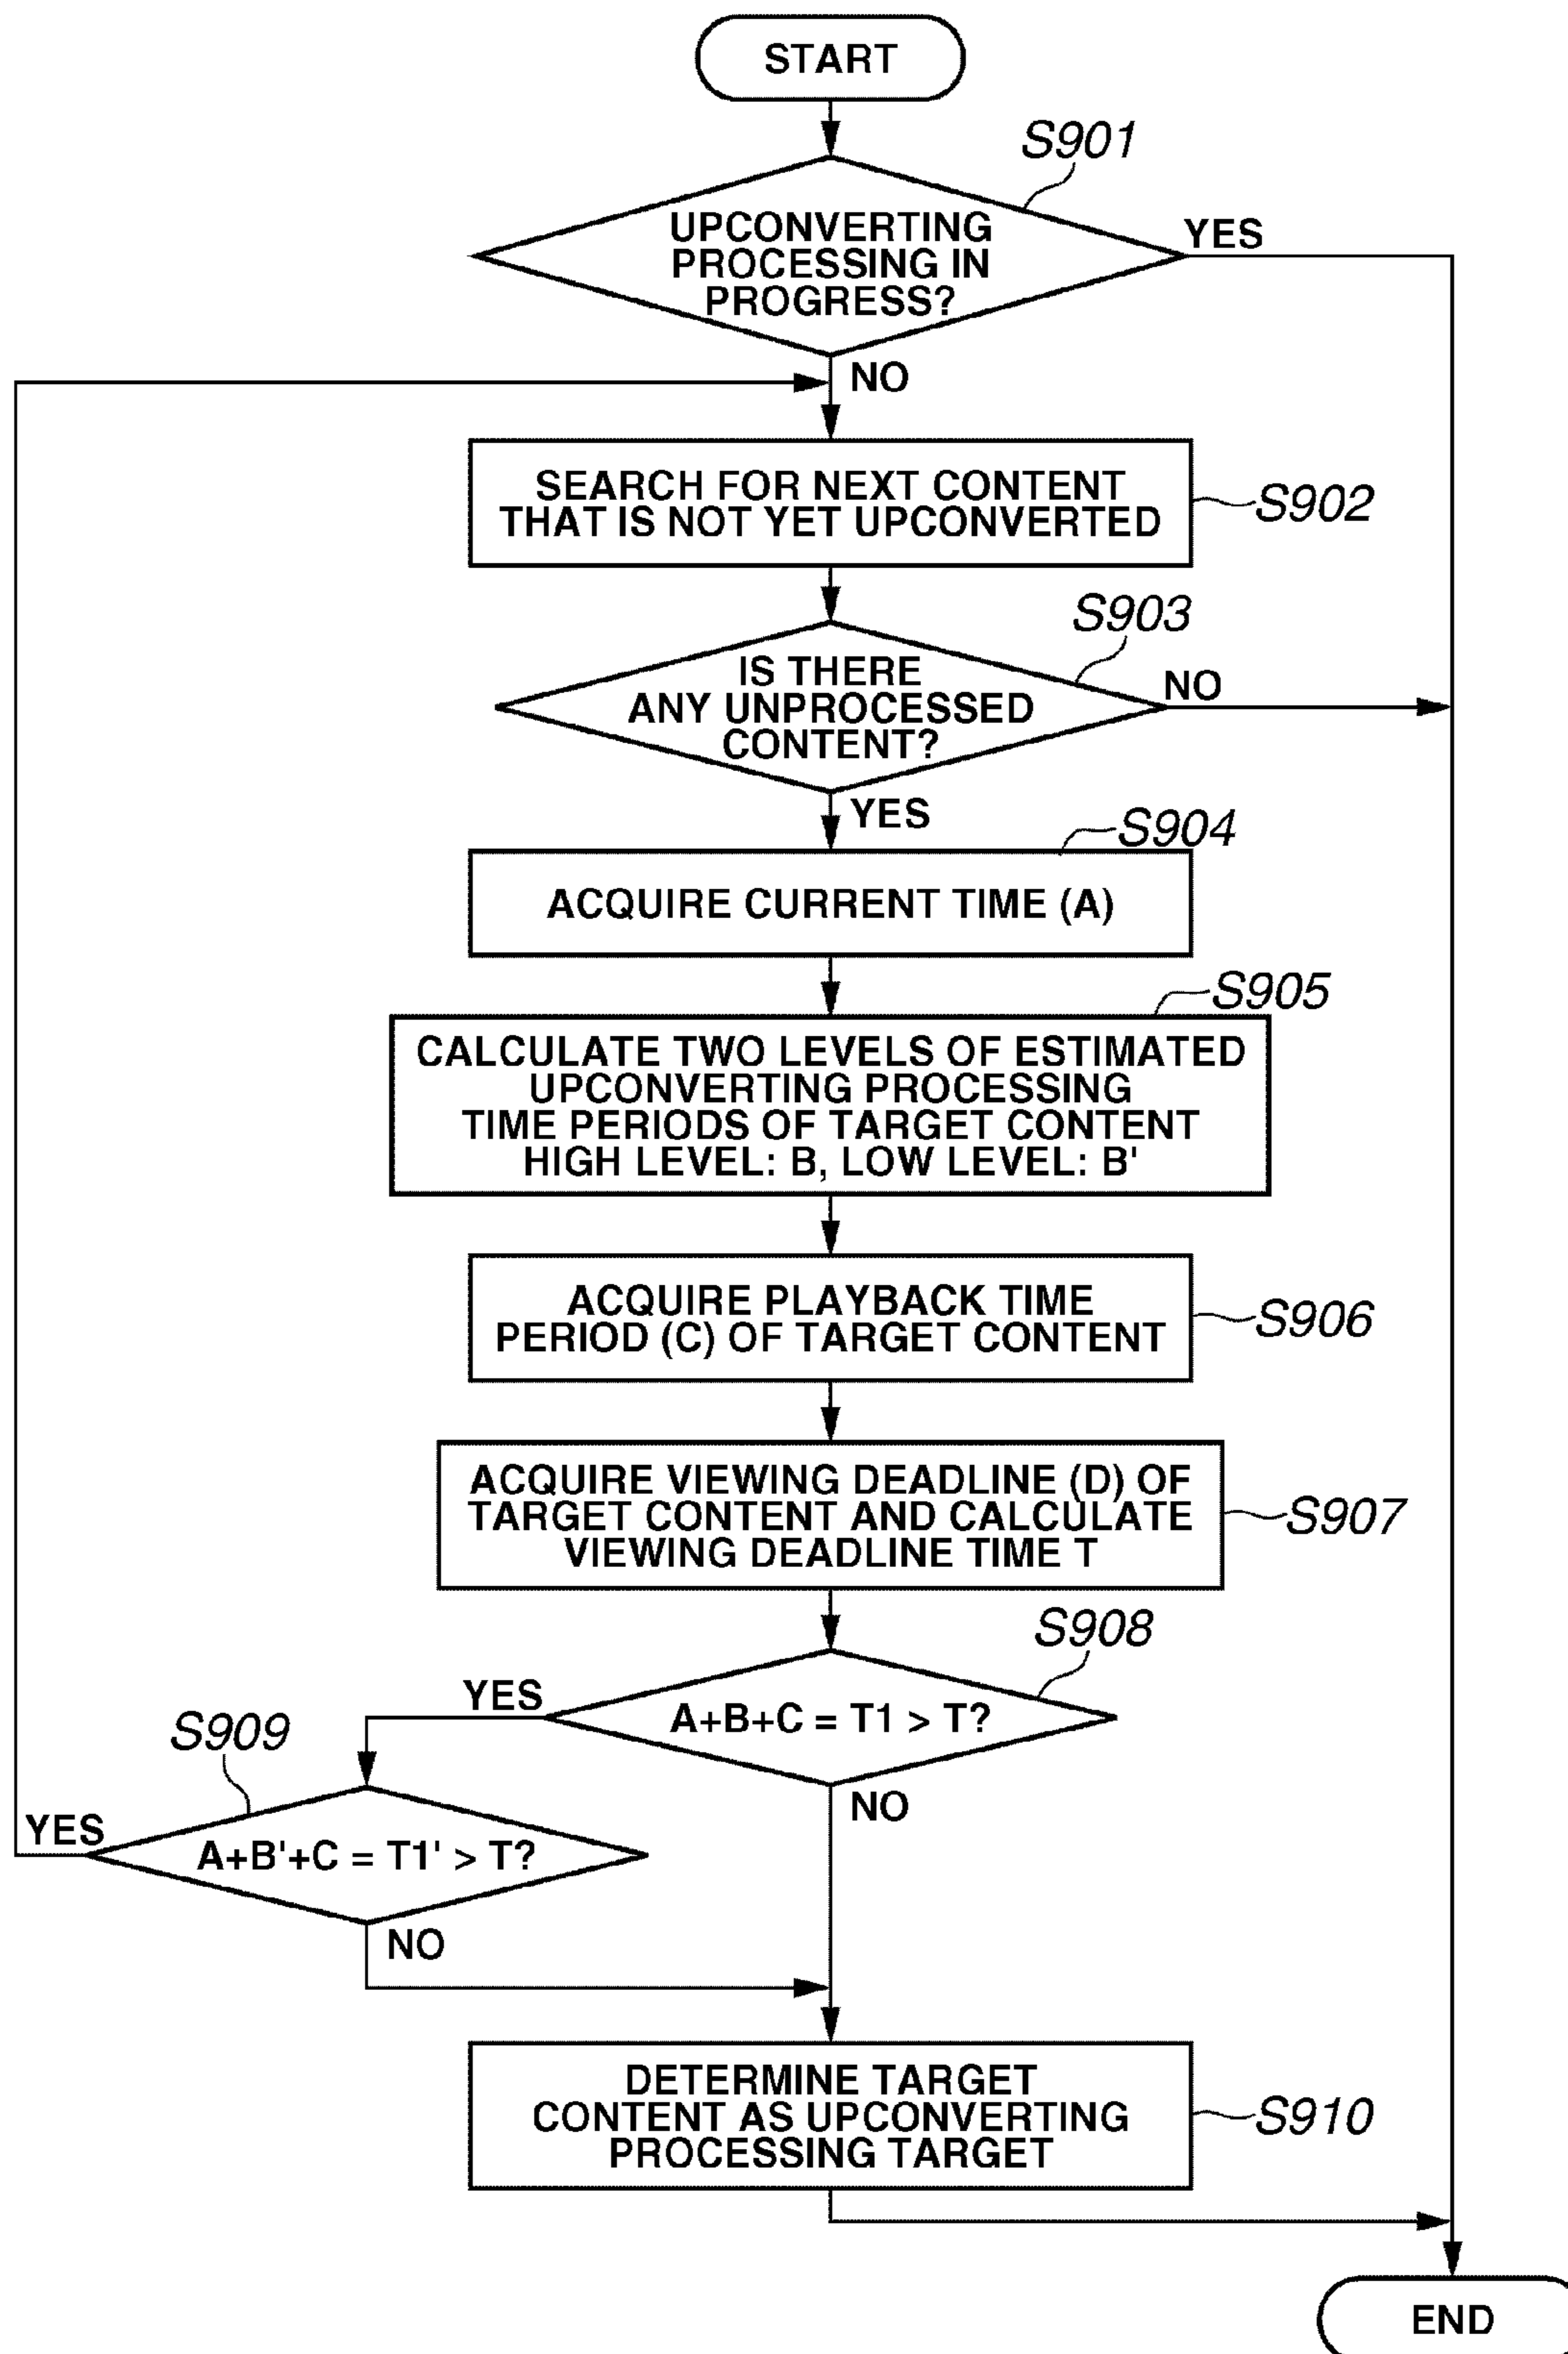 START
S901
UPCONVERTING
PROCESSING IN
PROGRESS?
YES
NO
SEARCH FOR NEXT CONTENT
THAT IS NOT YET UPCONVERTED
S902
S903
IS THERE
ANY UNPROCESSED
CONTENT?
NO
YES
S904
ACQUIRE CURRENT TIME (A)
S905
CALCULATE TWO LEVELS OF ESTIMATED
UPCONVERTING PROCESSING
TIME PERIODS OF TARGET CONTENT
HIGH LEVEL: B, LOW LEVEL: B'
ACQUIRE PLAYBACK TIME
PERIOD (C) OF TARGET CONTENT
S906
ACQUIRE VIEWING DEADLINE (D) OF
TARGET CONTENT AND CALCULATE
VIEWING DEADLINE TIME T
S907
S908
YES
A+B+C = T1 > T?
NO
S909
YES
A+B'+C = T1' > T?
NO
DETERMINE TARGET
CONTENT AS UPCONVERTING
PROCESSING TARGET
S910
END